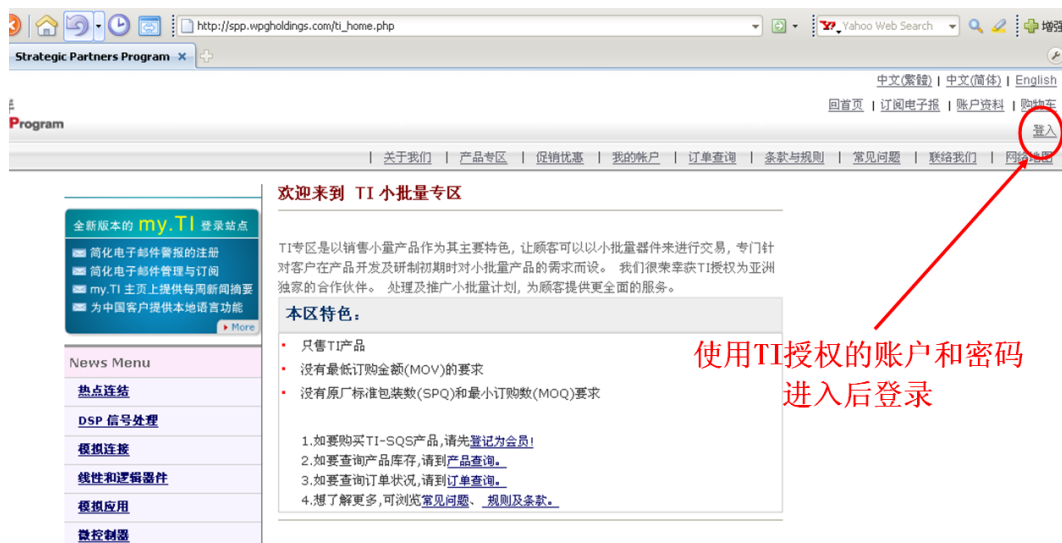 http://spp.wpgholdings.com/ti_home.php
Yahoo Web Search
增强
Strategic Partners Program
中文(繁體) | 中文(简体) | English
回首页 | 订阅电子报 | 账户资料 | 购物车
Program
登入
| 关于我们 | 产品专区 | 促销优惠 | 我的帐户 | 订单查询 | 条款与规则 | 常见问题 | 联络我们 | 网络地图
欢迎来到 TI 小批量专区
全新版本的 my.TI 登录站点
简化电子邮件警报的注册
简化电子邮件管理与订阅
my.TI 主页上提供每周新闻摘要
为中国客户提供本地语言功能
More
TI专区是以销售小量产品作为其主要特色, 让顾客可以以小批量器件来进行交易, 专门针
对客户在产品开发及研制初期时对小批量产品的需求而设。 我们很荣幸获TI授权为亚洲
独家的合作伙伴。 处理及推广小批量计划, 为顾客提供更全面的服务。
本区特色：
只售TI产品
没有最低订购金额(MOV)的要求
没有原厂标准包装数(SPQ)和最小订购数(MOQ)要求
1.如要购买TI-SQS产品,请先登记为会员!
2.如要查询产品库存,请到产品查询。
3.如要查询订单状况,请到订单查询。
4.想了解更多,可浏览常见问题、 规则及条款。
News Menu
热点连结
DSP 信号处理
模拟连接
线性和逻辑器件
模拟应用
微控制器
使用TI授权的账户和密码
进入后登录